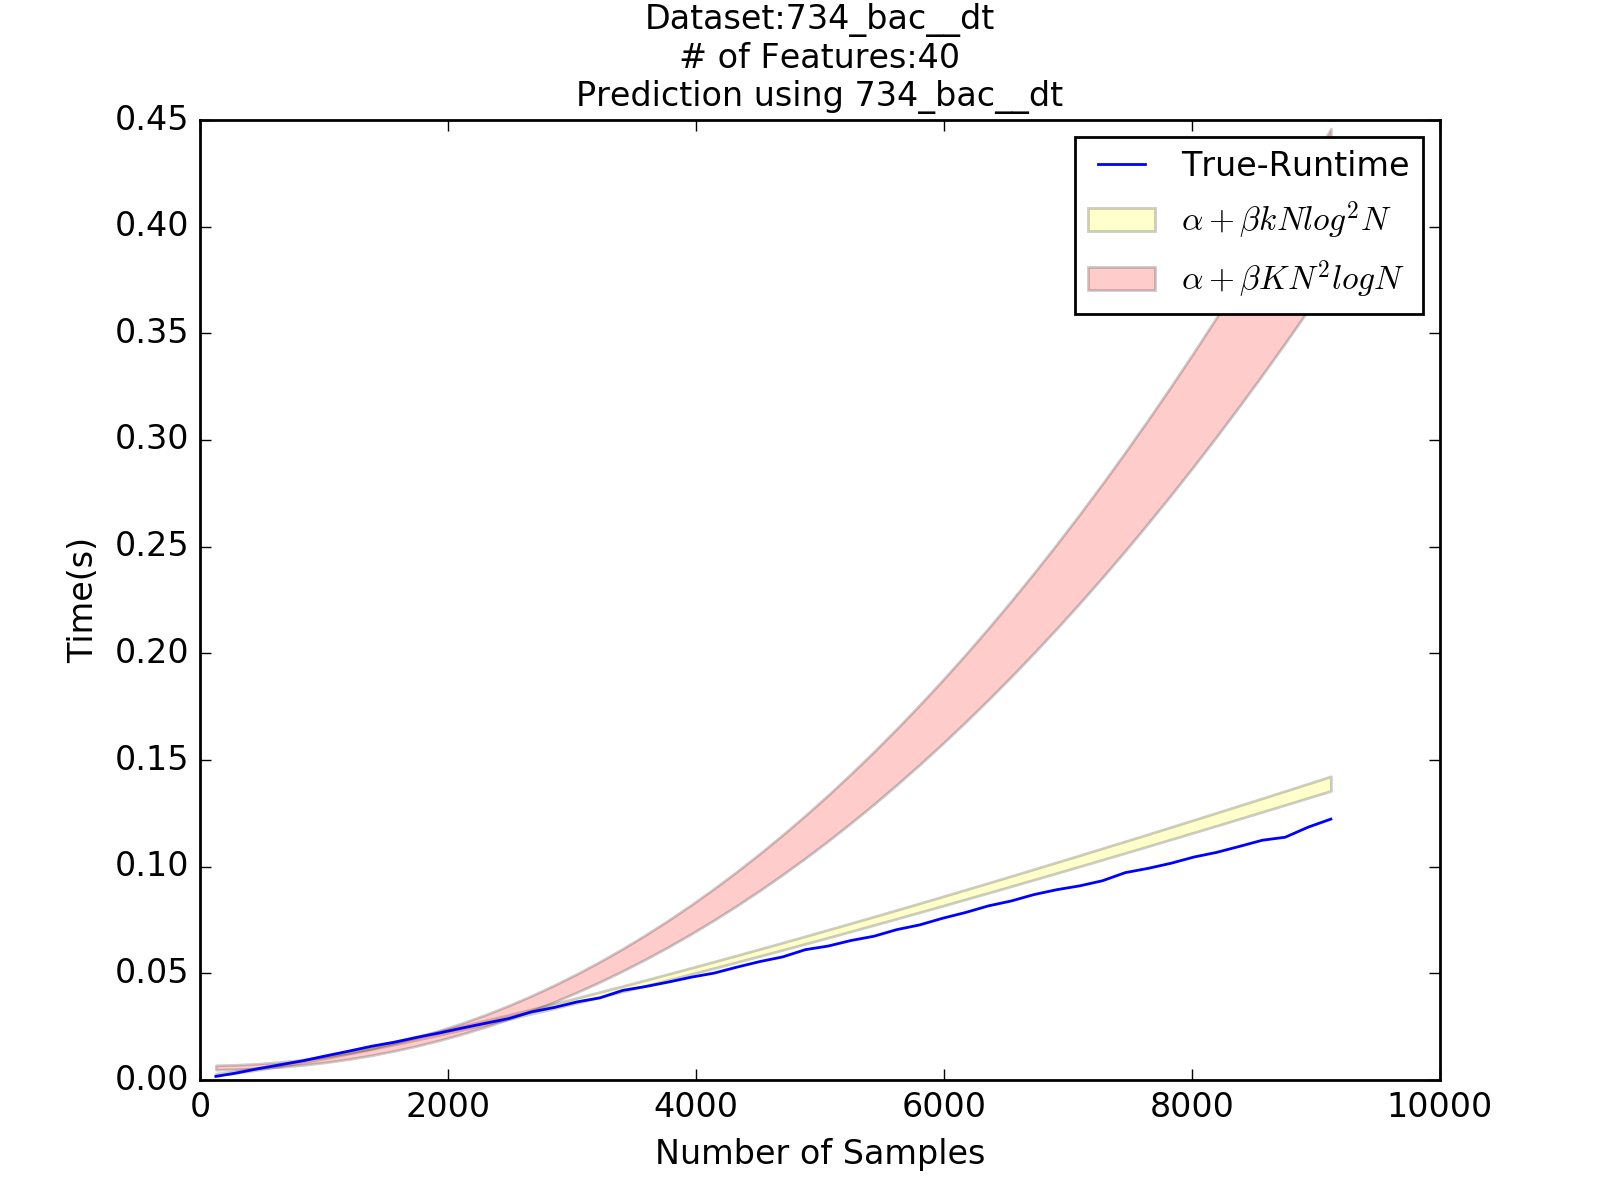 Dataset:734_bac__dt
# of Features:40
Prediction using 734_bac__dt
0.45
0.40
0.35
0.30
0.25
0.20
0.15
0.10
0.05
0.00
Time(s)
True-Runtime
α + βkNlog²N
α + βKN²logN
0 2000 4000 6000 8000 10000
Number of Samples